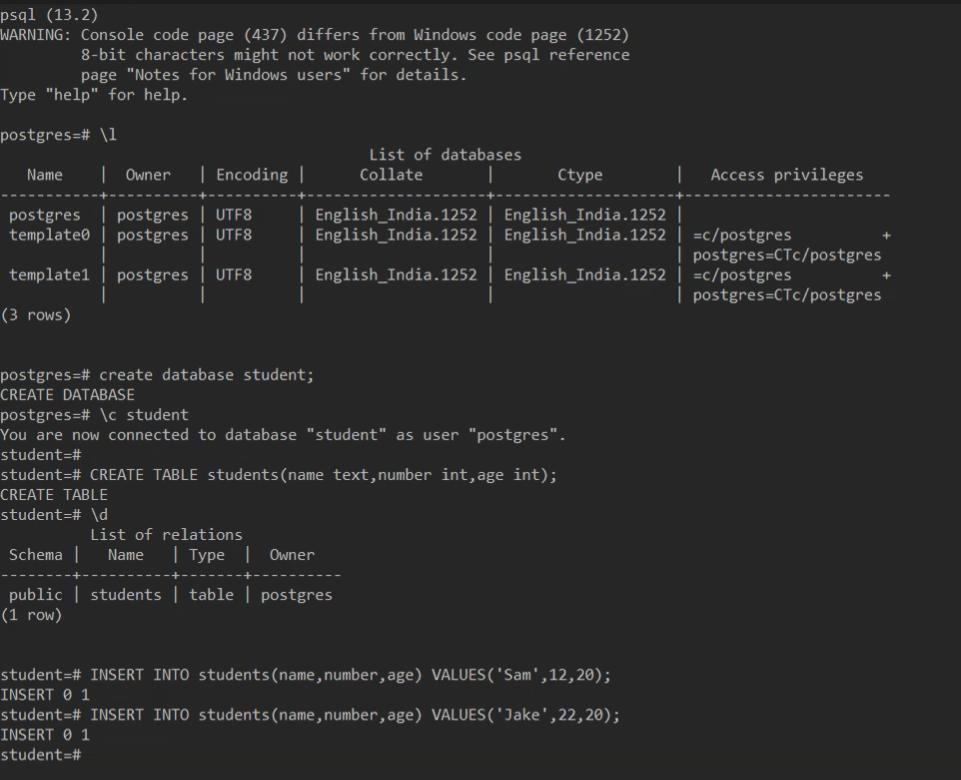 psql (13.2)
WARNING: Console code page (437) differs from Windows code page (1252)
         8-bit characters might not work correctly. See psql reference
         page "Notes for Windows users" for details.
Type "help" for help.

postgres=# \l
                                         List of databases
   Name    |  Owner   | Encoding |      Collate       |       Ctype        |   Access privileges
-----------+----------+----------+--------------------+--------------------+-----------------------
 postgres  | postgres | UTF8     | English_India.1252 | English_India.1252 |
 template0 | postgres | UTF8     | English_India.1252 | English_India.1252 | =c/postgres          +
           |          |          |                    |                    | postgres=CTc/postgres
 template1 | postgres | UTF8     | English_India.1252 | English_India.1252 | =c/postgres          +
           |          |          |                    |                    | postgres=CTc/postgres
(3 rows)


postgres=# create database student;
CREATE DATABASE
postgres=# \c student
You are now connected to database "student" as user "postgres".
student=#
student=# CREATE TABLE students(name text,number int,age int);
CREATE TABLE
student=# \d
          List of relations
 Schema |   Name   | Type  |  Owner
--------+----------+-------+----------
 public | students | table | postgres
(1 row)


student=# INSERT INTO students(name,number,age) VALUES('Sam',12,20);
INSERT 0 1
student=# INSERT INTO students(name,number,age) VALUES('Jake',22,20);
INSERT 0 1
student=#